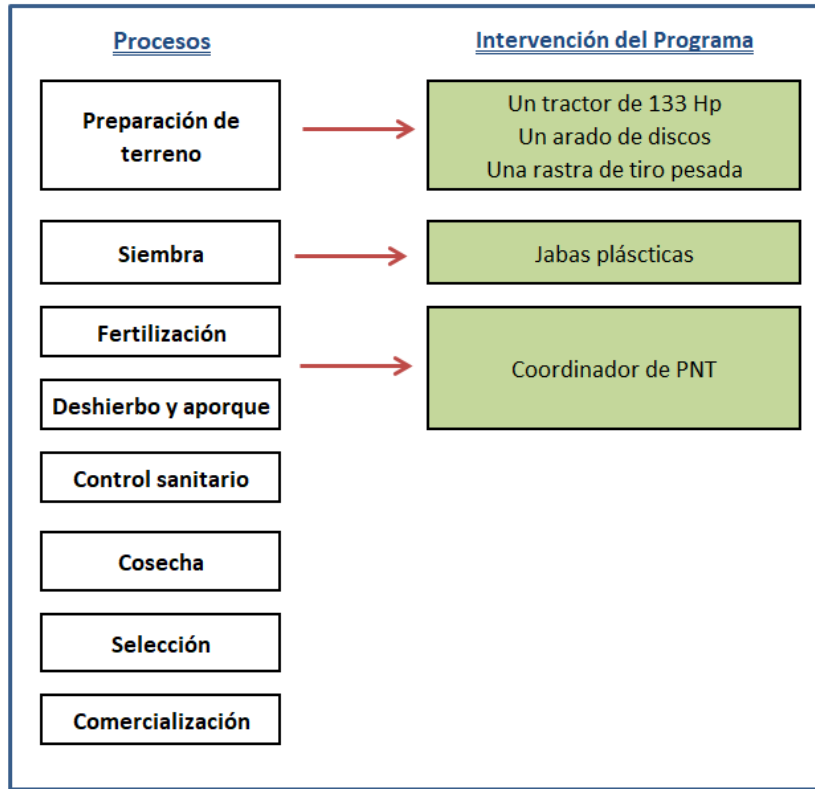 Procesos
Intervención del Programa
Preparación de
terreno
Un tractor de 133 Hp
Un arado de discos
Una rastra de tiro pesada
Siembra
Jabas pláscticas
Fertilización
Coordinador de PNT
Deshierbo y aporque
Control sanitario
Cosecha
Selección
Comercialización